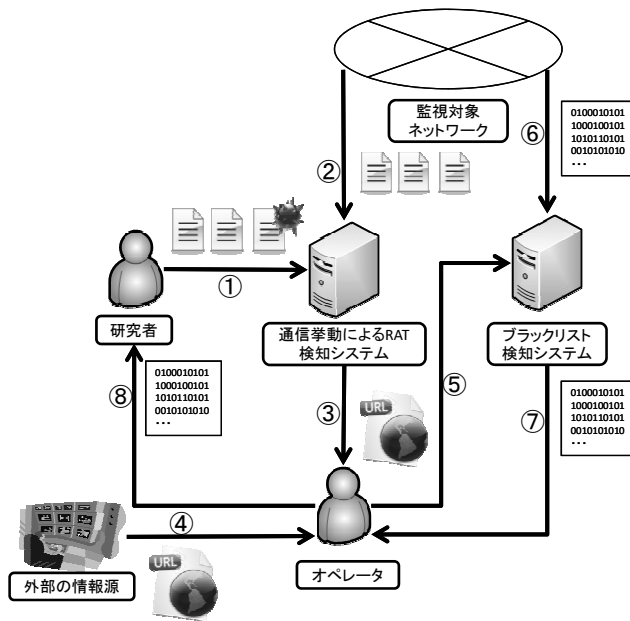 監視対象
ネットワーク
⑥
0100010101
1000100101
1010110101
0010101010
...
②
①
研究者
通信挙動によるRAT
検知システム
ブラックリスト
検知システム
⑧
0100010101
1000100101
1010110101
0010101010
...
③
URL
⑤
⑦
0100010101
1000100101
1010110101
0010101010
...
④
URL
外部の情報源
オペレータ